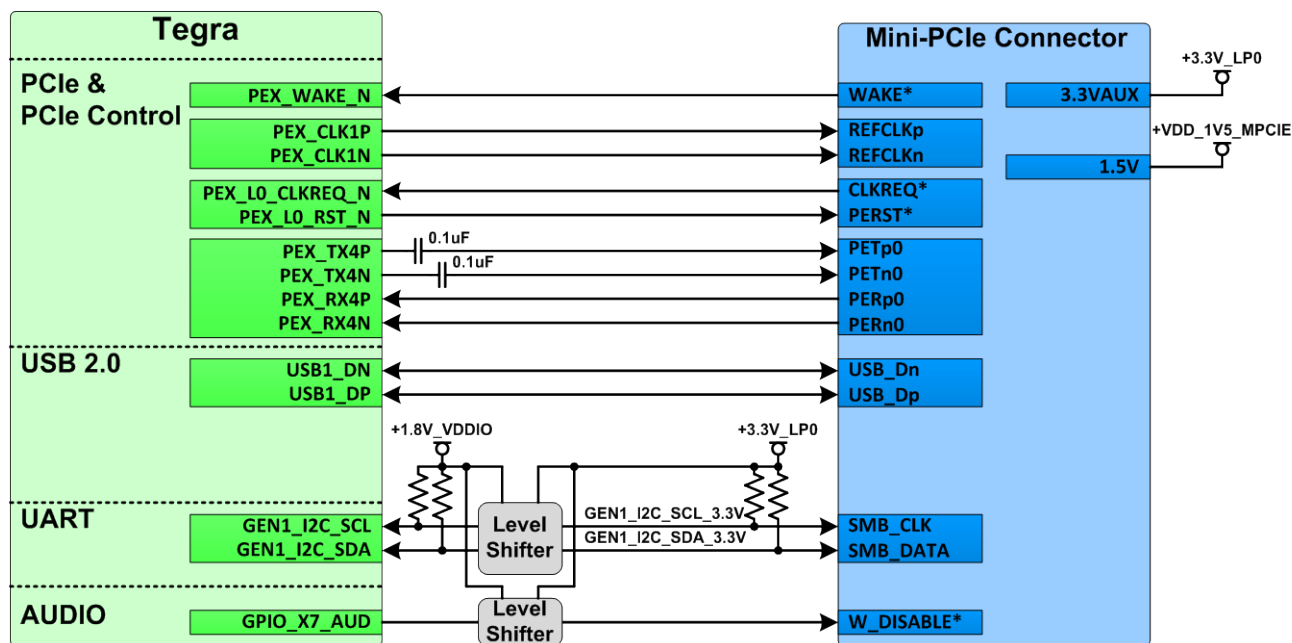 Tegra
Mini-PCIe Connector
PCIe &
PCIe Control
PEX_WAKE_N
WAKE*
3.3VAUX
+3.3V_LP0
PEX_CLK1P
REFCLKp
+VDD_1V5_MPCIE
PEX_CLK1N
REFCLKn
1.5V
PEX_L0_CLKREQ_N
CLKREQ*
PEX_L0_RST_N
PERST*
0.1uF
PEX_TX4P
PETp0
0.1uF
PEX_TX4N
PETn0
PEX_RX4P
PERp0
PEX_RX4N
PERn0
USB 2.0
USB1_DN
USB_Dn
USB1_DP
USB_Dp
+1.8V_VDDIO
+3.3V_LP0
UART
GEN1_I2C_SCL
Level
Shifter
GEN1_I2C_SCL_3.3V
SMB_CLK
GEN1_I2C_SDA
GEN1_I2C_SDA_3.3V
SMB_DATA
AUDIO
GPIO_X7_AUD
Level
Shifter
W_DISABLE*